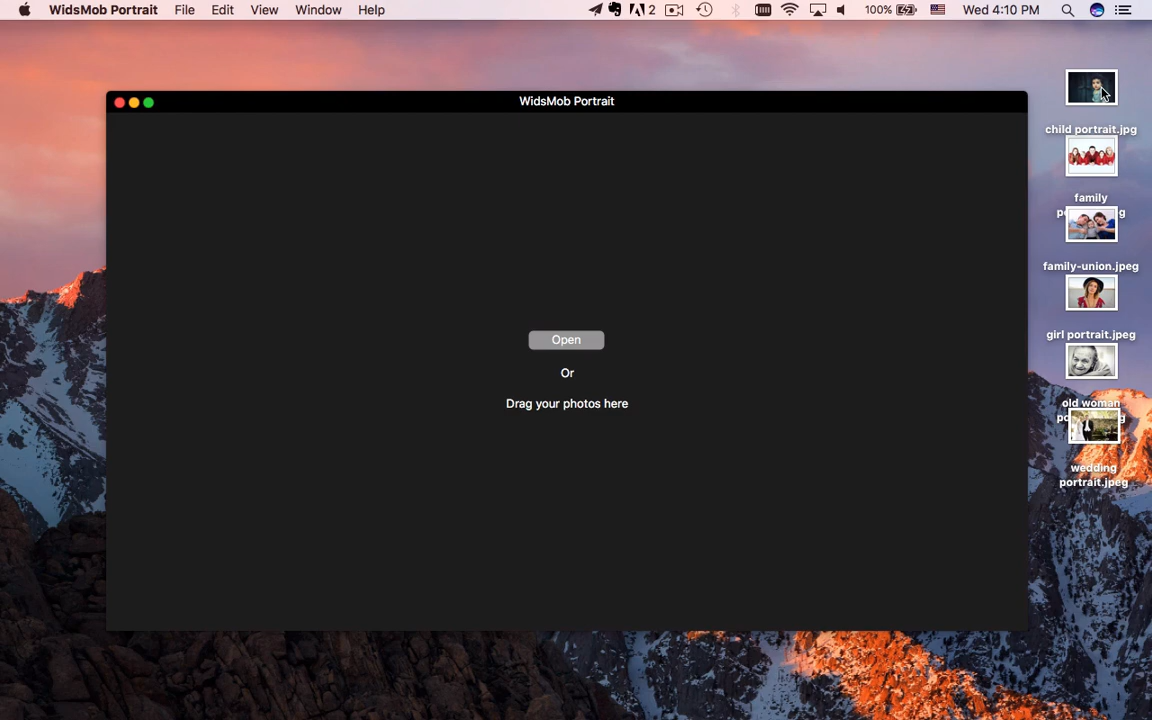 WidsMob Portrait File Edit View Window Help 2 100% Wed 4:10 PM
WidsMob Portrait
Open
Or
Drag your photos here
child portrait.jpg
family
family-union.jpeg
girl portrait.jpeg
old woman
wedding
portrait.jpeg